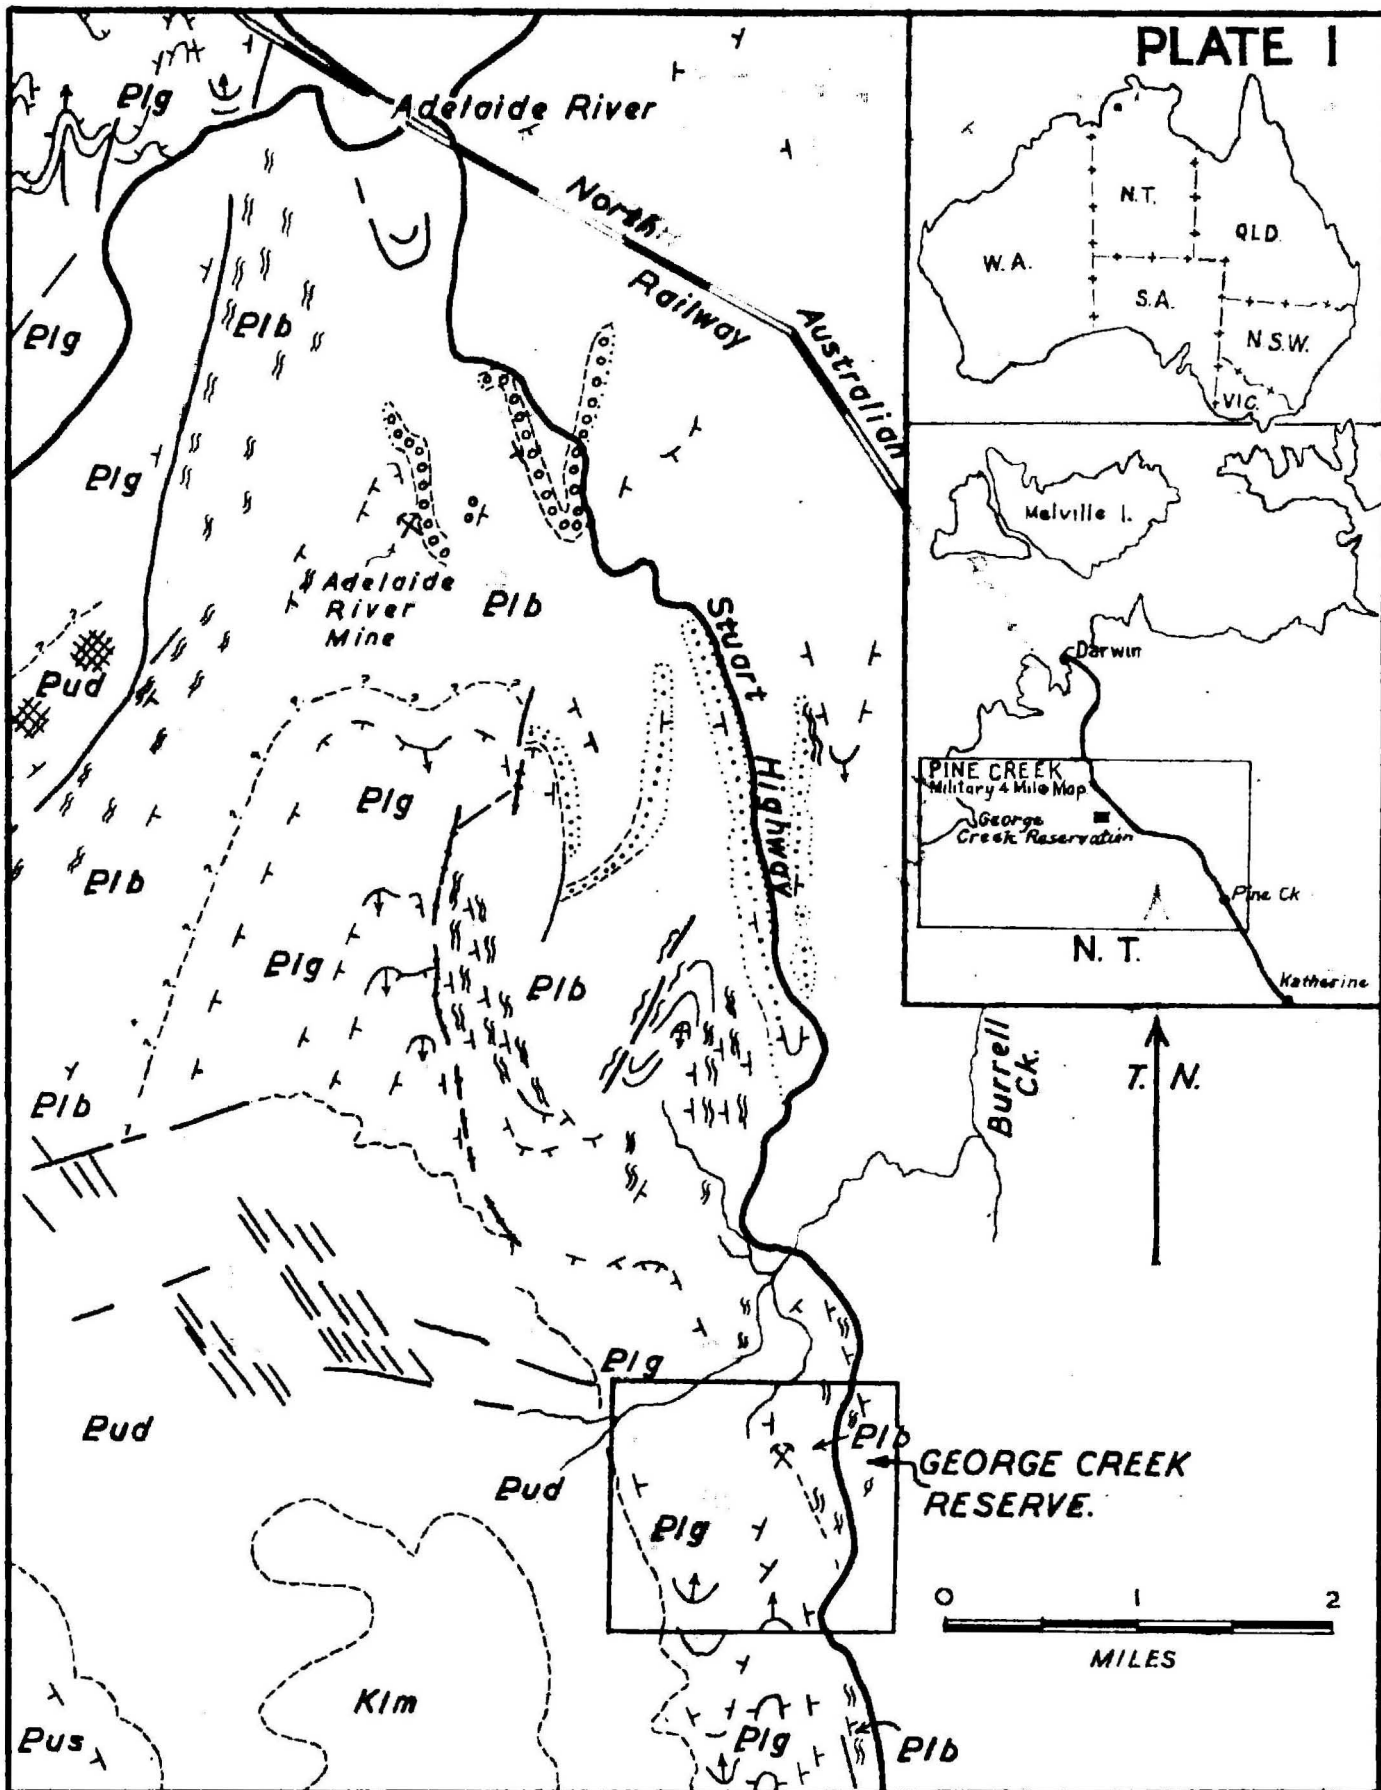 PLATE 1
Plg
Adelaide River
North
Railway
Australian
Plg
Plb
Plg
Adelaide
River
Mine
Plb
Pud
Stuart
Highway
Plg
Plb
Plg
Plb
Plb
Burrell
Ck.
T. N.
Plg
Pud
Pud
Plb
GEORGE CREEK
RESERVE.
Plg
0 1 2
MILES
Klm
Pus
Plg
Plb
N.T.
QLD.
W.A.
S.A.
N.S.W.
VIC.
Melville I.
Darwin
PINE CREEK
Military 4 Mile Map
George
Creek Reservation
Pine Ck
N. T.
Katherine